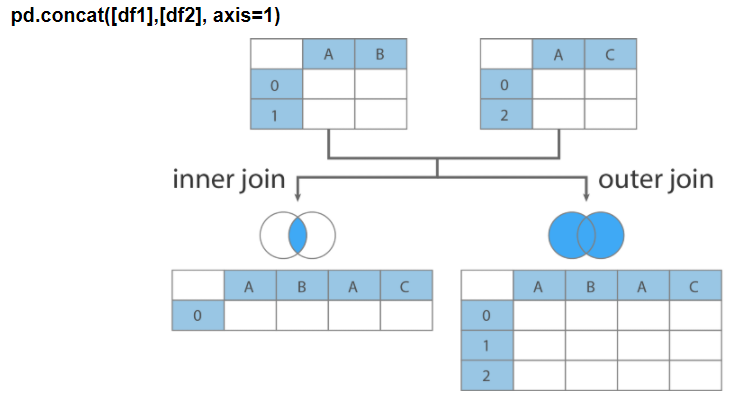 pd.concat([df1],[df2], axis=1)
A B A C
0 0
1 2
inner join outer join
A B A C A B A C
0 0
1
2